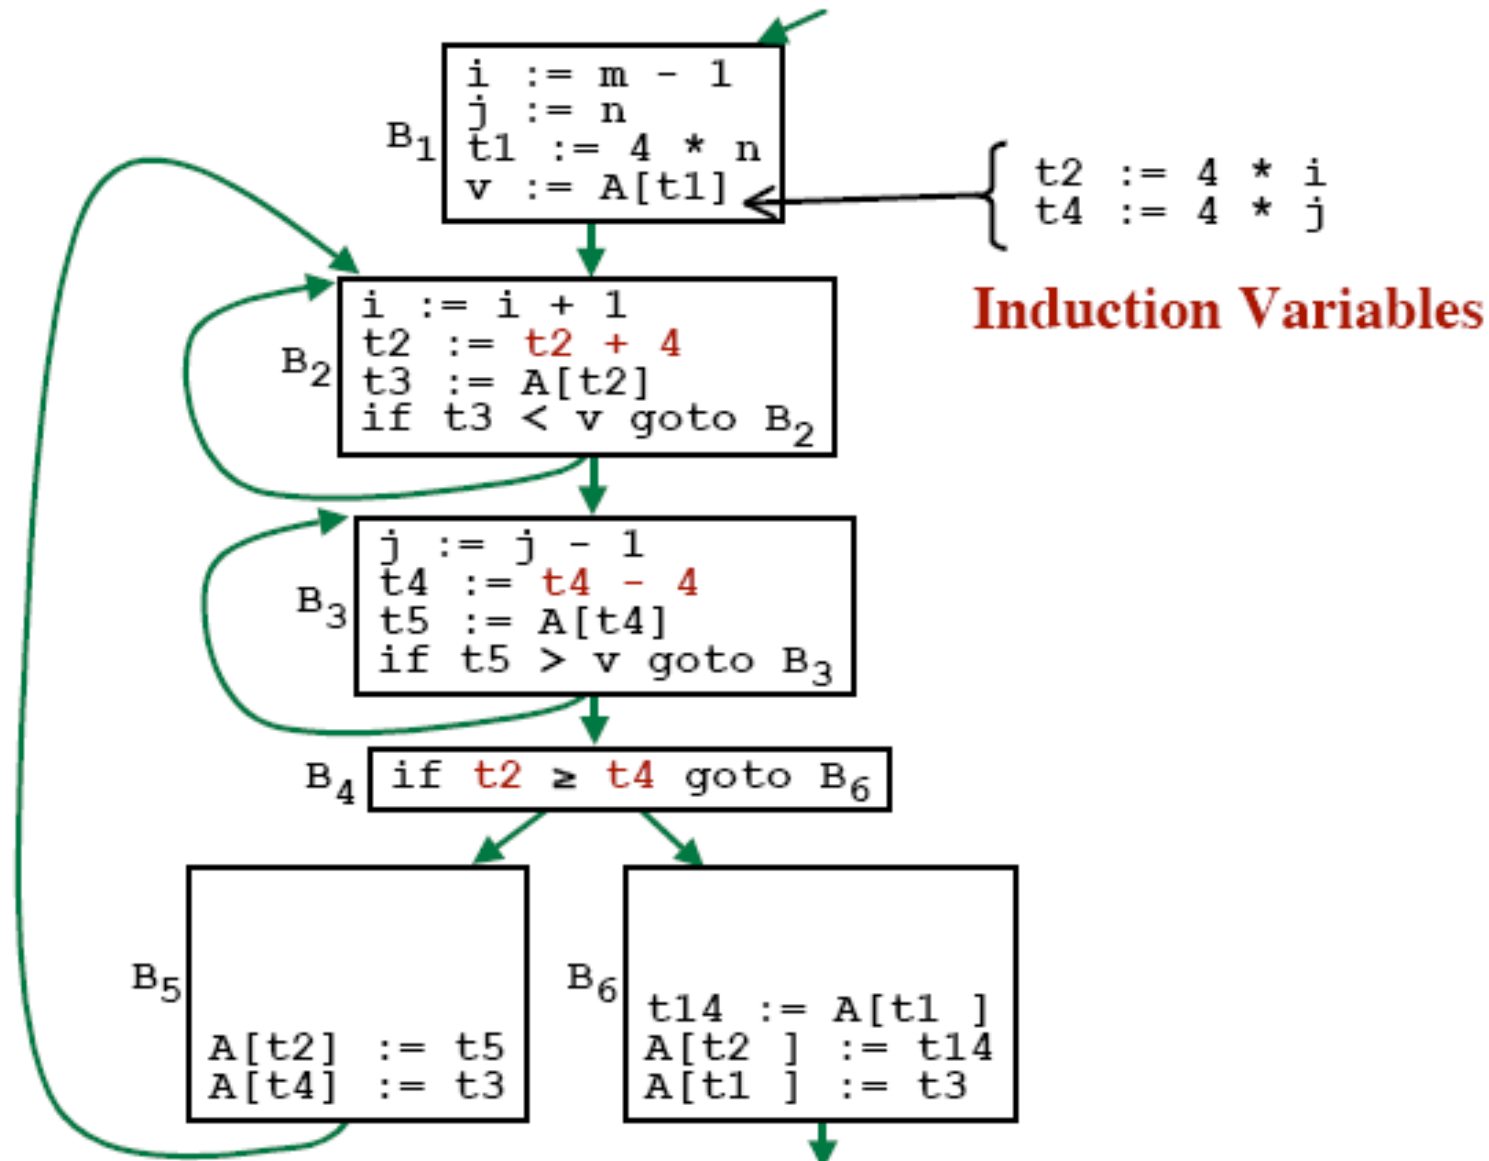 i := m - 1
j := n
B1
t1 := 4 * n
v := A[t1]
t2 := 4 * i
t4 := 4 * j
Induction Variables
i := i + 1
t2 := t2 + 4
B2
t3 := A[t2]
if t3 < v goto B2
j := j - 1
t4 := t4 - 4
B3
t5 := A[t4]
if t5 > v goto B3
B4
if t2 ≥ t4 goto B6
B5
A[t2] := t5
A[t4] := t3
B6
t14 := A[t1 ]
A[t2 ] := t14
A[t1 ] := t3